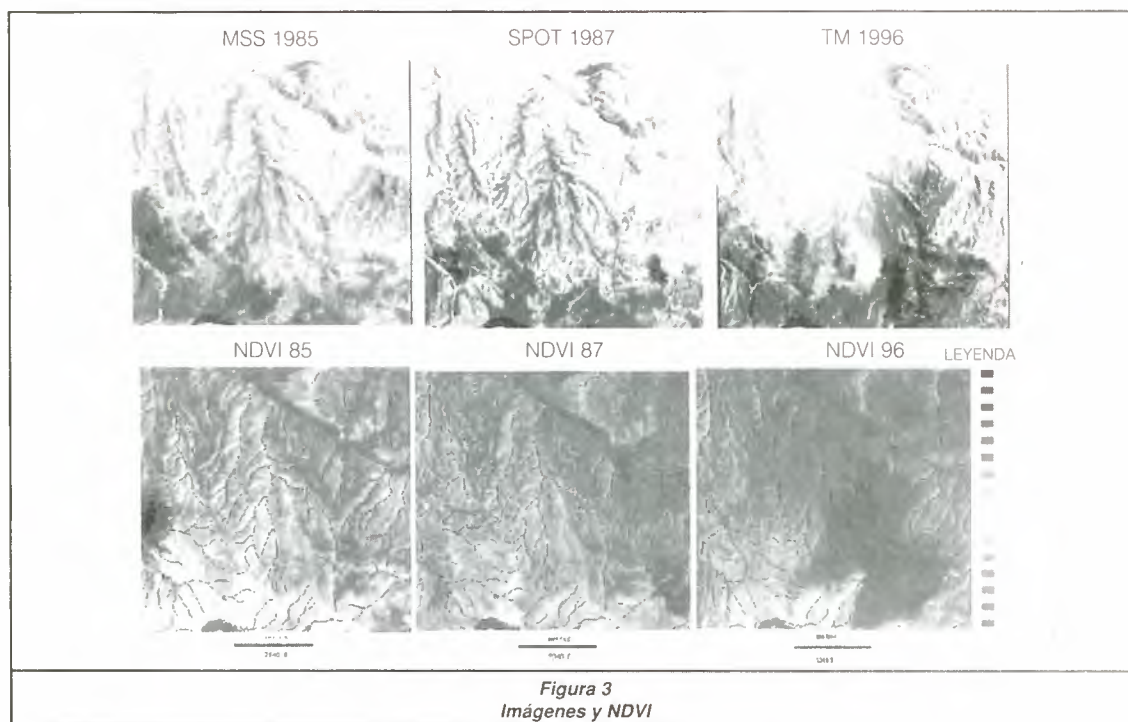 MSS 1985 SPOT 1987 TM 1996
NDVI 85 NDVI 87 NDVI 96 LEYENDA
Figura 3
Imágenes y NDVI